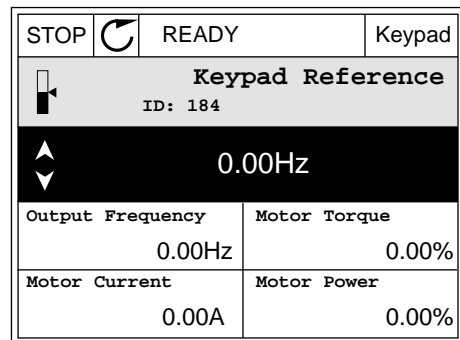 STOP READY Keypad
Keypad Reference
ID: 184
0.00Hz
Output Frequency Motor Torque
0.00Hz 0.00%
Motor Current Motor Power
0.00A 0.00%